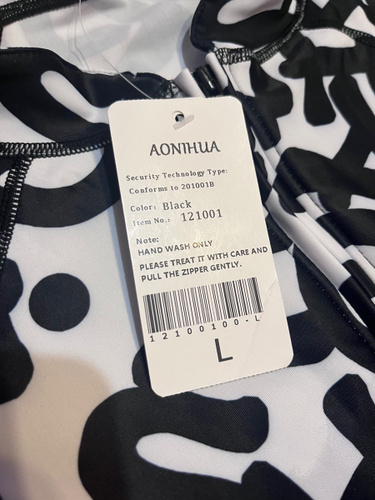 AONIHUA
Security Technology Type:
Conforms to 201001B
Color: Black
Item No.: 121001
Note:
HAND WASH ONLY
PLEASE TREAT IT WITH CARE AND
PULL THE ZIPPER GENTLY.
12100100-L
L